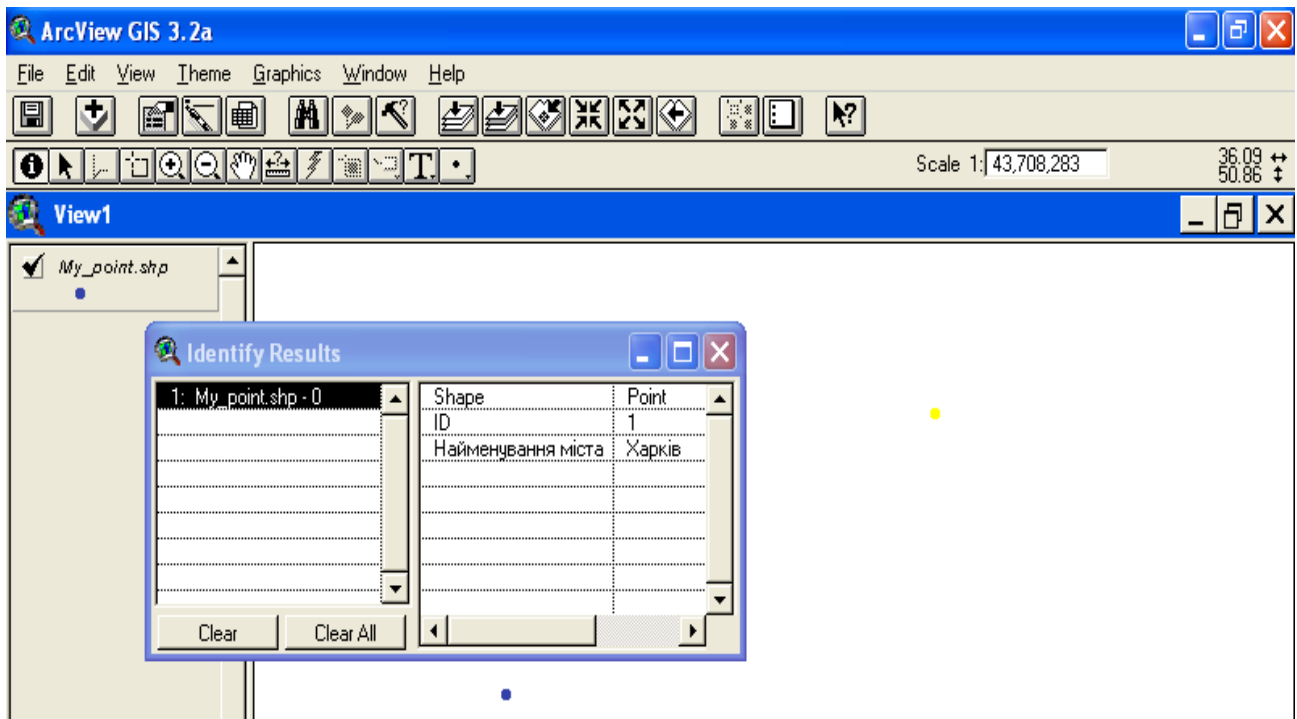 ArcView GIS 3.2a
File Edit View Theme Graphics Window Help
T
Scale 1: 43,708,283
36.09
50.86
View1
My_point.shp
Identify Results
1: My_point.shp - 0
Shape Point
ID 1
Найменування міста Харків
Clear Clear All